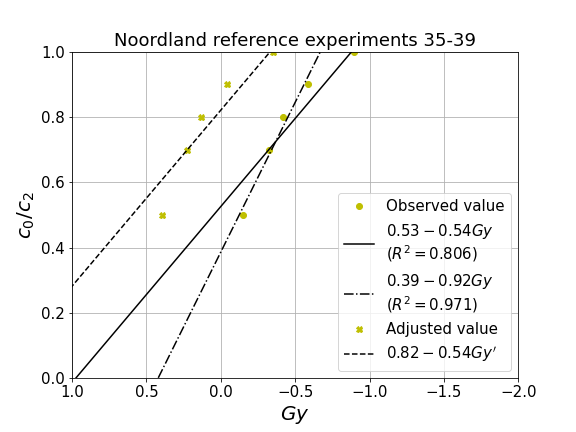 Noordland reference experiments 35-39
1.0
0.8
0.6
0.4
0.2
0.0
c₀/c₂
1.0 0.5 0.0 −0.5 −1.0 −1.5 −2.0
Gy
Observed value
0.53 − 0.54Gy
(R² = 0.806)
0.39 − 0.92Gy
(R² = 0.971)
Adjusted value
0.82 − 0.54Gy′